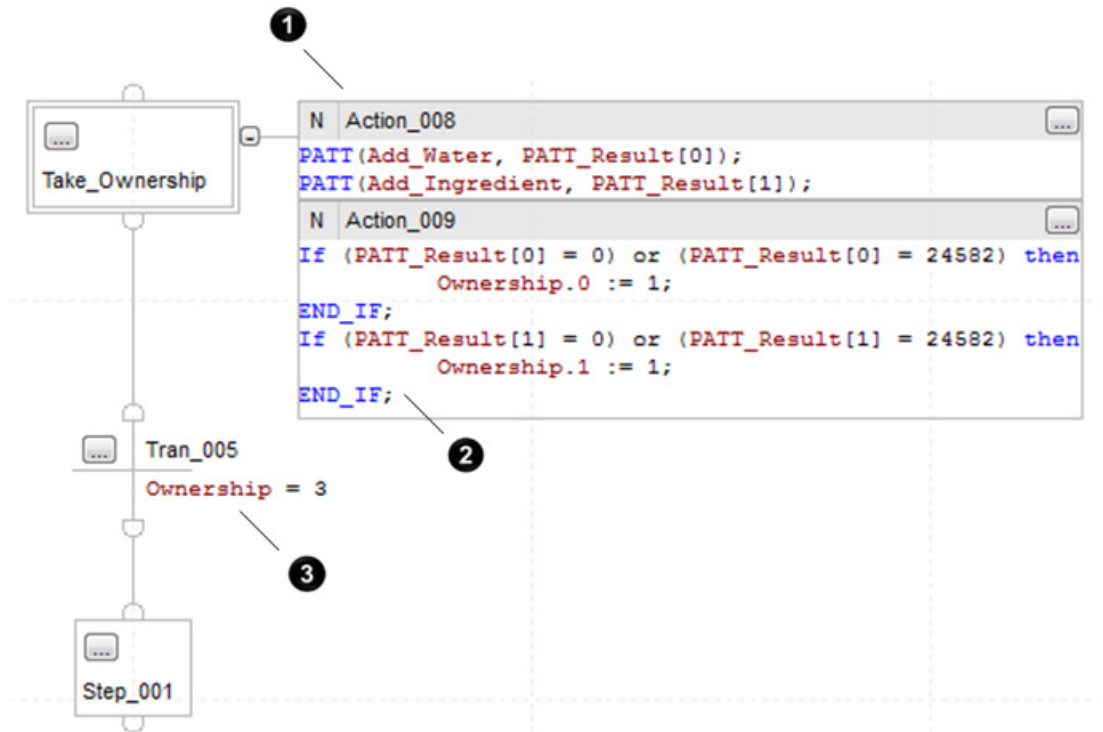 1
N Action_008
...
...
PATT(Add_Water, PATT_Result[0]);
Take_Ownership
PATT(Add_Ingredient, PATT_Result[1]);
N Action_009
...
If (PATT_Result[0] = 0) or (PATT_Result[0] = 24582) then
Ownership.0 := 1;
END_IF;
If (PATT_Result[1] = 0) or (PATT_Result[1] = 24582) then
Ownership.1 := 1;
END_IF;
2
...
Tran_005
Ownership = 3
3
...
Step_001